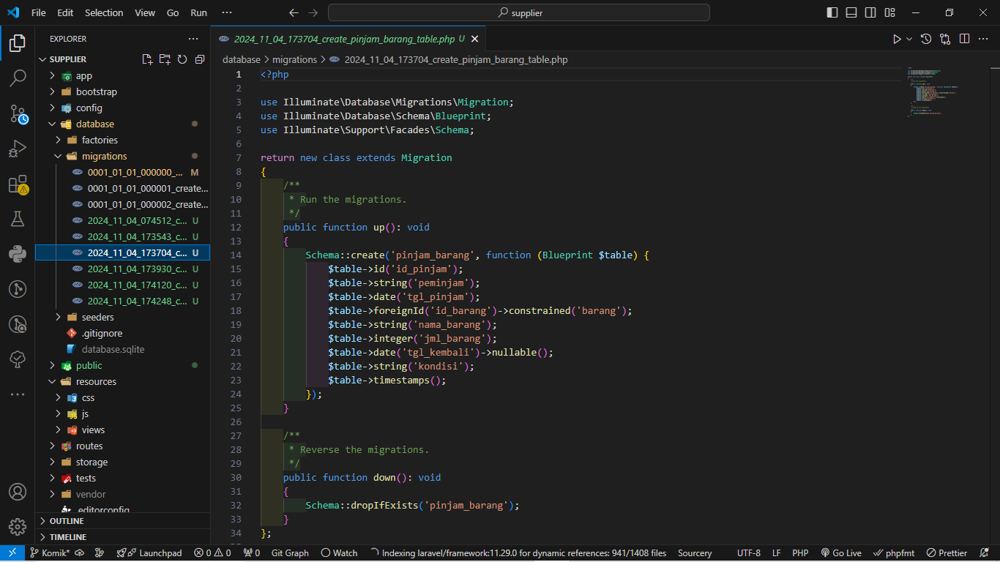 File Edit Selection View Go Run ··· supplier
EXPLORER ···
SUPPLIER
app
bootstrap
config
database
factories
migrations
0001_01_01_000000_... M
0001_01_01_000001_create...
0001_01_01_000002_create...
2024_11_04_074512_c... U
2024_11_04_173543_c... U
2024_11_04_173704_c... U
2024_11_04_173930_c... U
2024_11_04_174120_c... U
2024_11_04_174248_c... U
seeders
.gitignore
database.sqlite
public
resources
css
js
views
routes
storage
tests
vendor
.editorconfig
OUTLINE
TIMELINE
2024_11_04_173704_create_pinjam_barang_table.php U
database > migrations > 2024_11_04_173704_create_pinjam_barang_table.php
1 <?php
2
3 use Illuminate\Database\Migrations\Migration;
4 use Illuminate\Database\Schema\Blueprint;
5 use Illuminate\Support\Facades\Schema;
6
7 return new class extends Migration
8 {
9 /**
10 * Run the migrations.
11 */
12 public function up(): void
13 {
14 Schema::create('pinjam_barang', function (Blueprint $table) {
15 $table->id('id_pinjam');
16 $table->string('peminjam');
17 $table->date('tgl_pinjam');
18 $table->foreignId('id_barang')->constrained('barang');
19 $table->string('nama_barang');
20 $table->integer('jml_barang');
21 $table->date('tgl_kembali')->nullable();
22 $table->string('kondisi');
23 $table->timestamps();
24 });
25 }
26
27 /**
28 * Reverse the migrations.
29 */
30 public function down(): void
31 {
32 Schema::dropIfExists('pinjam_barang');
33 }
34 };
Komik* Launchpad 0 0 0 Git Graph Watch Indexing laravel/framework:11.29.0 for dynamic references: 941/1408 files Sourcery UTF-8 LF PHP Go Live phpfmt Prettier